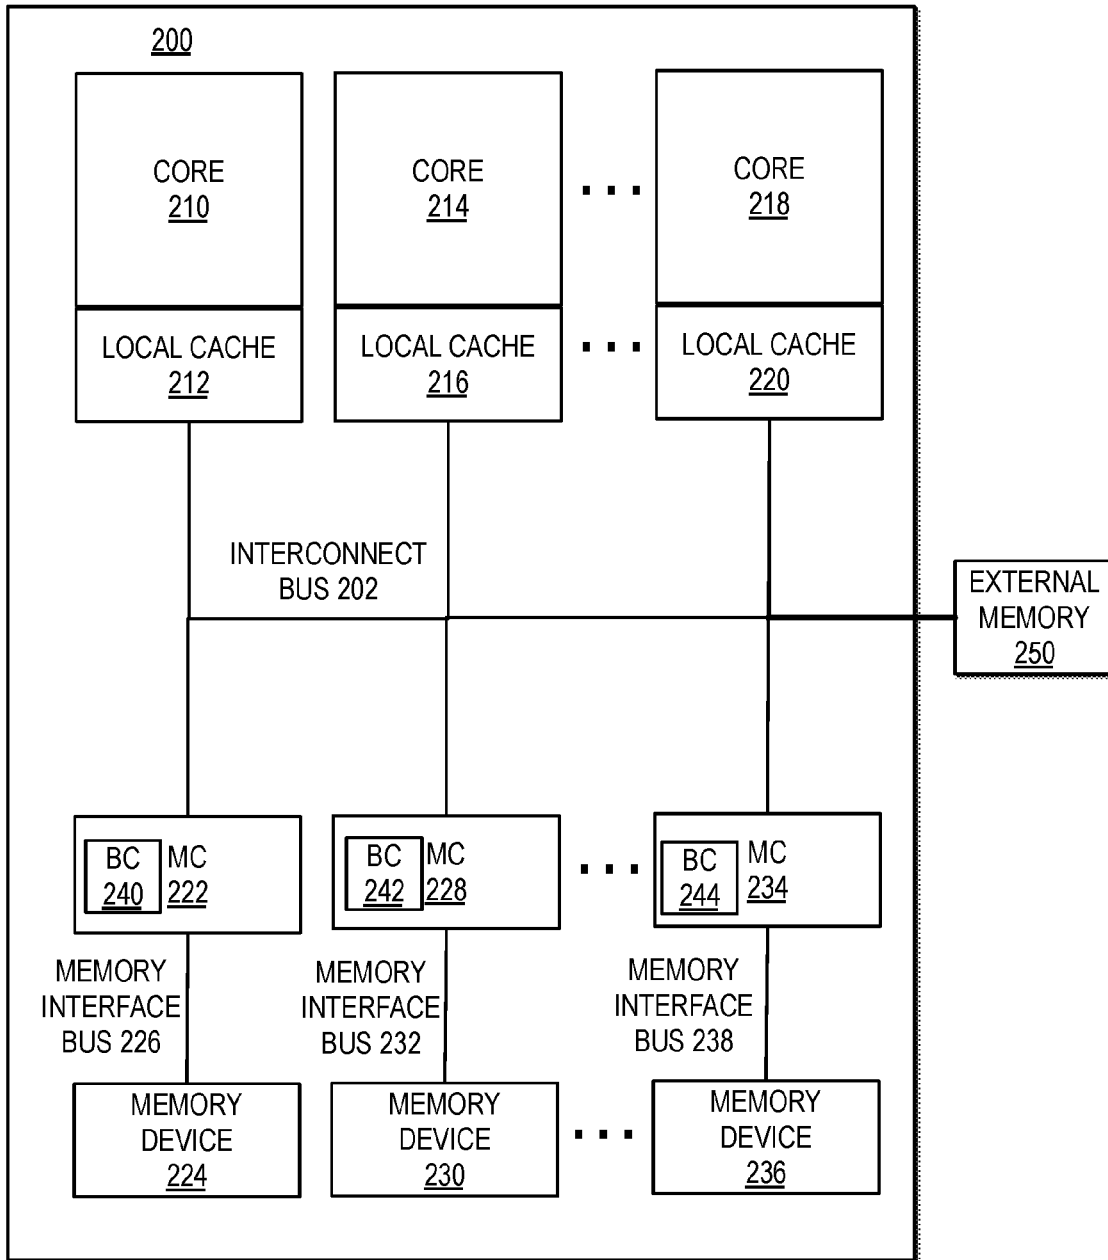 200
CORE
210
CORE
214
CORE
218
LOCAL CACHE
212
LOCAL CACHE
216
LOCAL CACHE
220
INTERCONNECT
BUS 202
EXTERNAL
MEMORY
250
BC
240
MC
222
BC
242
MC
228
BC
244
MC
234
MEMORY
INTERFACE
BUS 226
MEMORY
INTERFACE
BUS 232
MEMORY
INTERFACE
BUS 238
MEMORY
DEVICE
224
MEMORY
DEVICE
230
MEMORY
DEVICE
236